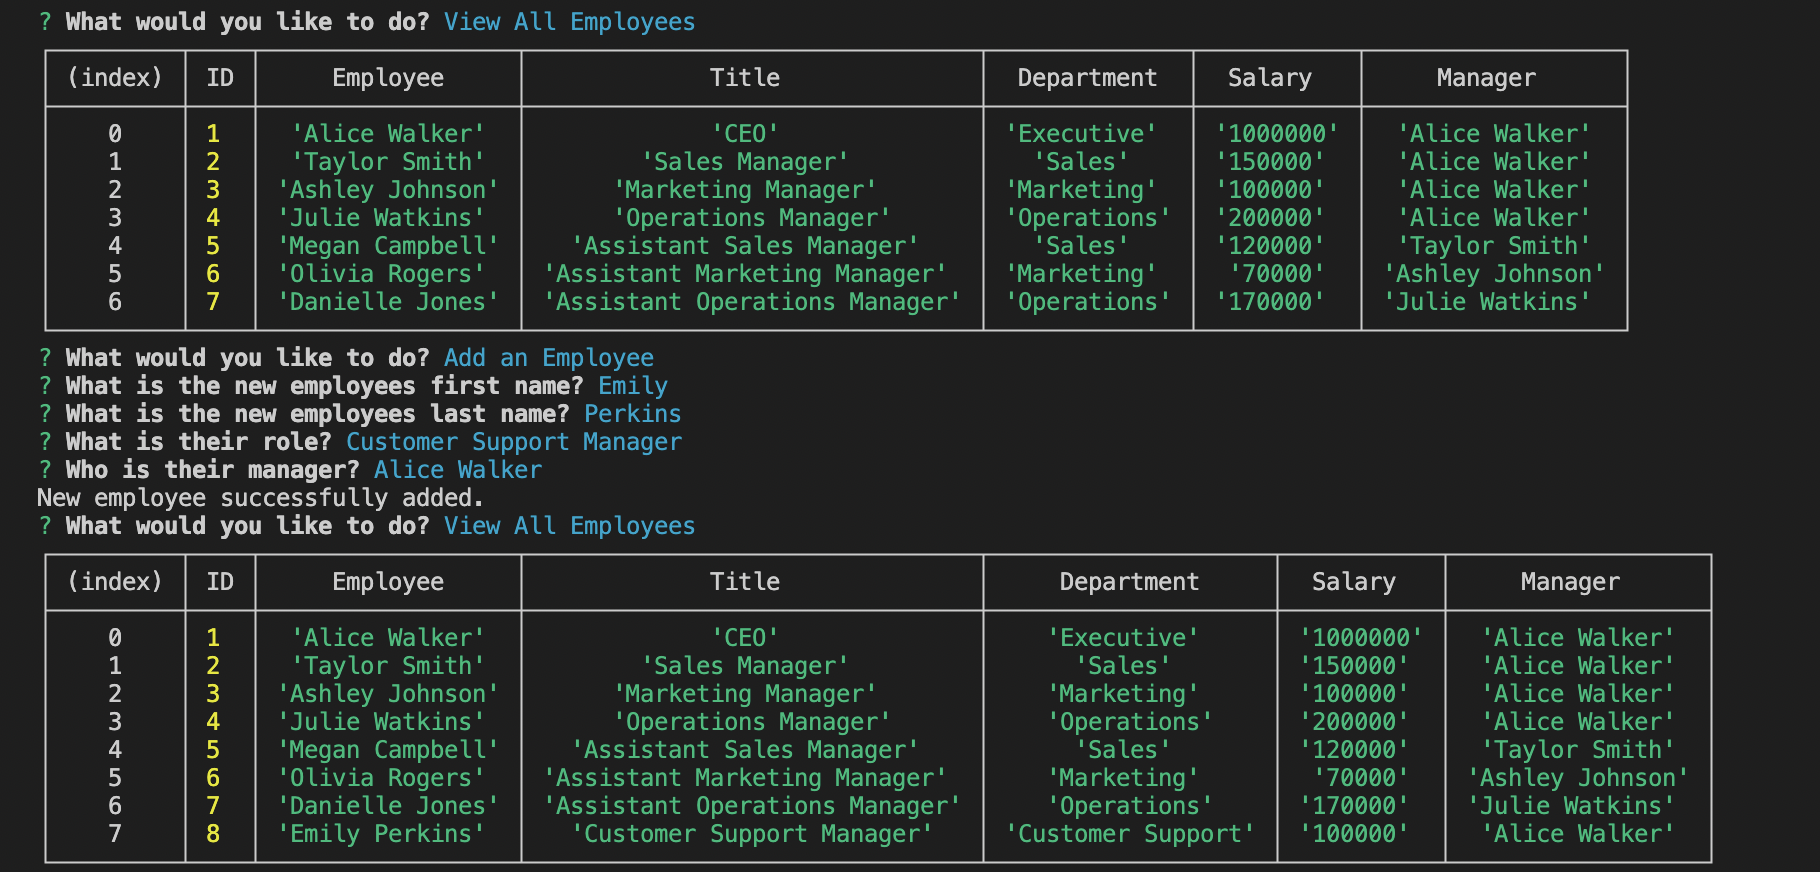 ? What would you like to do? View All Employees
(index) ID Employee Title Department Salary Manager
0 1 'Alice Walker' 'CEO' 'Executive' '1000000' 'Alice Walker'
1 2 'Taylor Smith' 'Sales Manager' 'Sales' '150000' 'Alice Walker'
2 3 'Ashley Johnson' 'Marketing Manager' 'Marketing' '100000' 'Alice Walker'
3 4 'Julie Watkins' 'Operations Manager' 'Operations' '200000' 'Alice Walker'
4 5 'Megan Campbell' 'Assistant Sales Manager' 'Sales' '120000' 'Taylor Smith'
5 6 'Olivia Rogers' 'Assistant Marketing Manager' 'Marketing' '70000' 'Ashley Johnson'
6 7 'Danielle Jones' 'Assistant Operations Manager' 'Operations' '170000' 'Julie Watkins'
? What would you like to do? Add an Employee
? What is the new employees first name? Emily
? What is the new employees last name? Perkins
? What is their role? Customer Support Manager
? Who is their manager? Alice Walker
New employee successfully added.
? What would you like to do? View All Employees
(index) ID Employee Title Department Salary Manager
0 1 'Alice Walker' 'CEO' 'Executive' '1000000' 'Alice Walker'
1 2 'Taylor Smith' 'Sales Manager' 'Sales' '150000' 'Alice Walker'
2 3 'Ashley Johnson' 'Marketing Manager' 'Marketing' '100000' 'Alice Walker'
3 4 'Julie Watkins' 'Operations Manager' 'Operations' '200000' 'Alice Walker'
4 5 'Megan Campbell' 'Assistant Sales Manager' 'Sales' '120000' 'Taylor Smith'
5 6 'Olivia Rogers' 'Assistant Marketing Manager' 'Marketing' '70000' 'Ashley Johnson'
6 7 'Danielle Jones' 'Assistant Operations Manager' 'Operations' '170000' 'Julie Watkins'
7 8 'Emily Perkins' 'Customer Support Manager' 'Customer Support' '100000' 'Alice Walker'